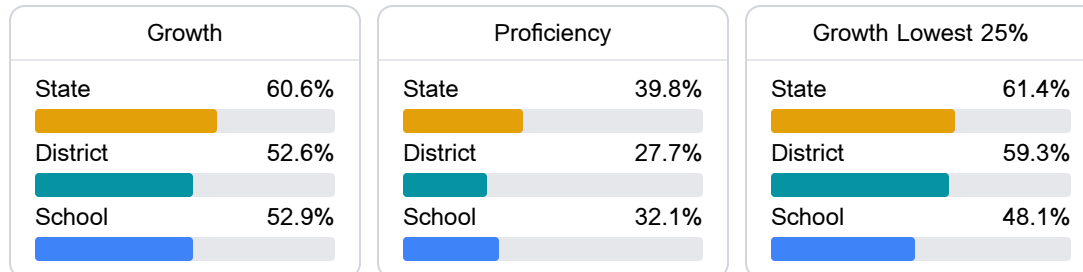 Growth
State 60.6%
District 52.6%
School 52.9%
Proficiency
State 39.8%
District 27.7%
School 32.1%
Growth Lowest 25%
State 61.4%
District 59.3%
School 48.1%